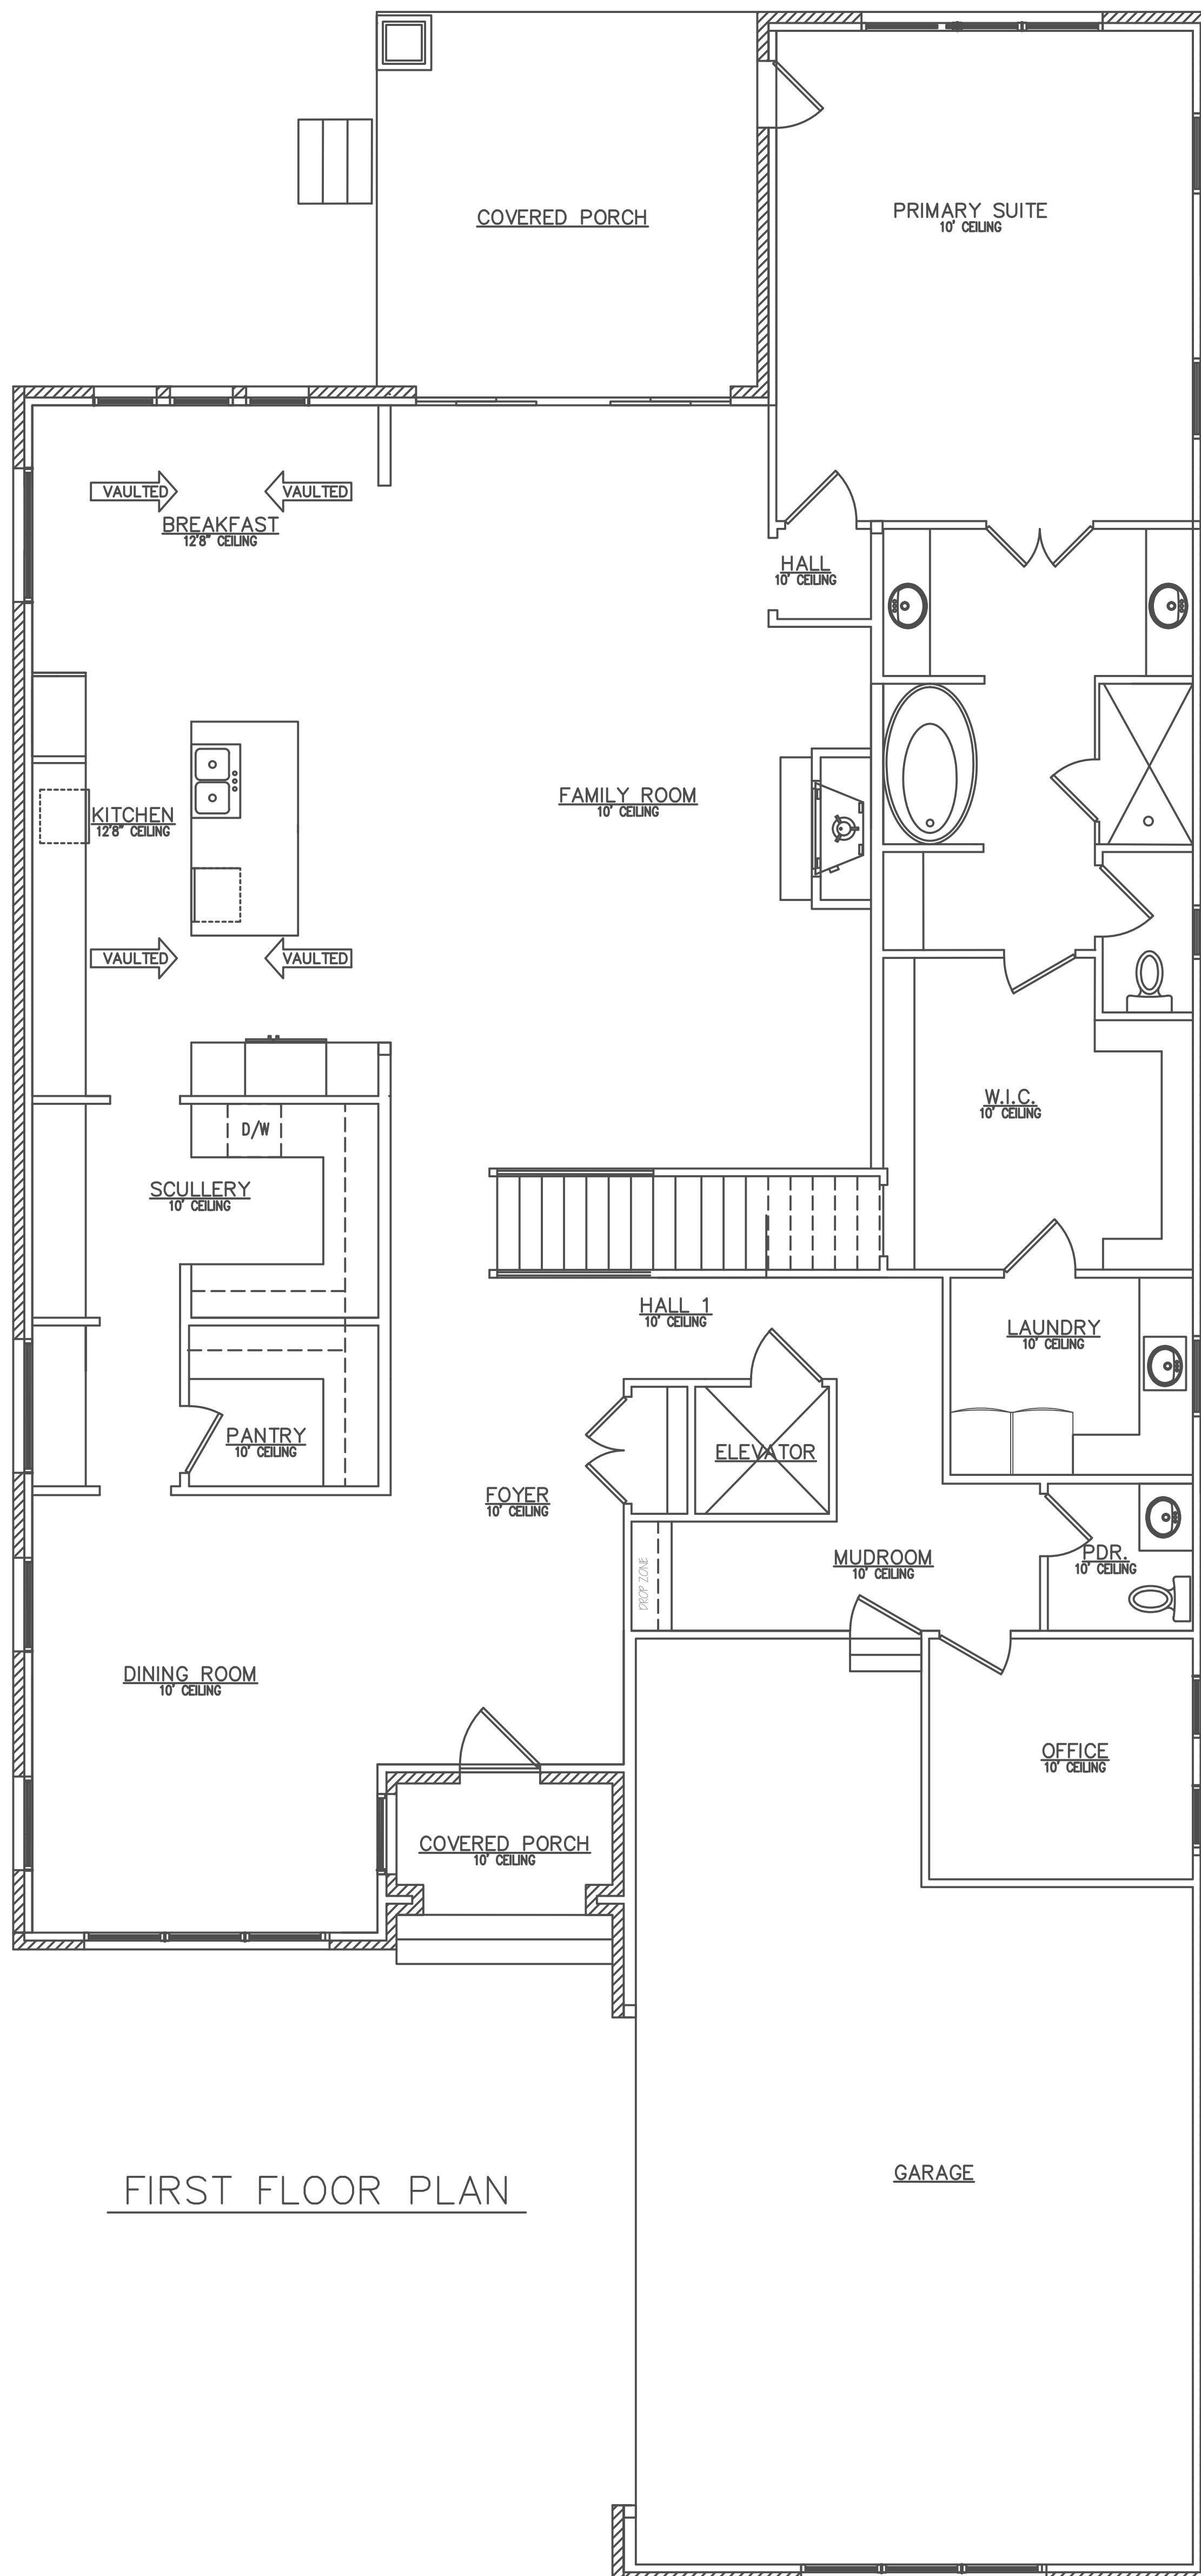 COVERED PORCH
PRIMARY SUITE
10' CEILING
VAULTED
VAULTED
BREAKFAST
12'8" CEILING
HALL
10' CEILING
KITCHEN
12'8" CEILING
FAMILY ROOM
10' CEILING
VAULTED
VAULTED
W.I.C.
10' CEILING
D/W
SCULLERY
10' CEILING
HALL 1
10' CEILING
LAUNDRY
10' CEILING
PANTRY
10' CEILING
ELEVATOR
FOYER
10' CEILING
DROP ZONE
MUDROOM
10' CEILING
PDR.
10' CEILING
DINING ROOM
10' CEILING
OFFICE
10' CEILING
COVERED PORCH
10' CEILING
GARAGE
FIRST FLOOR PLAN